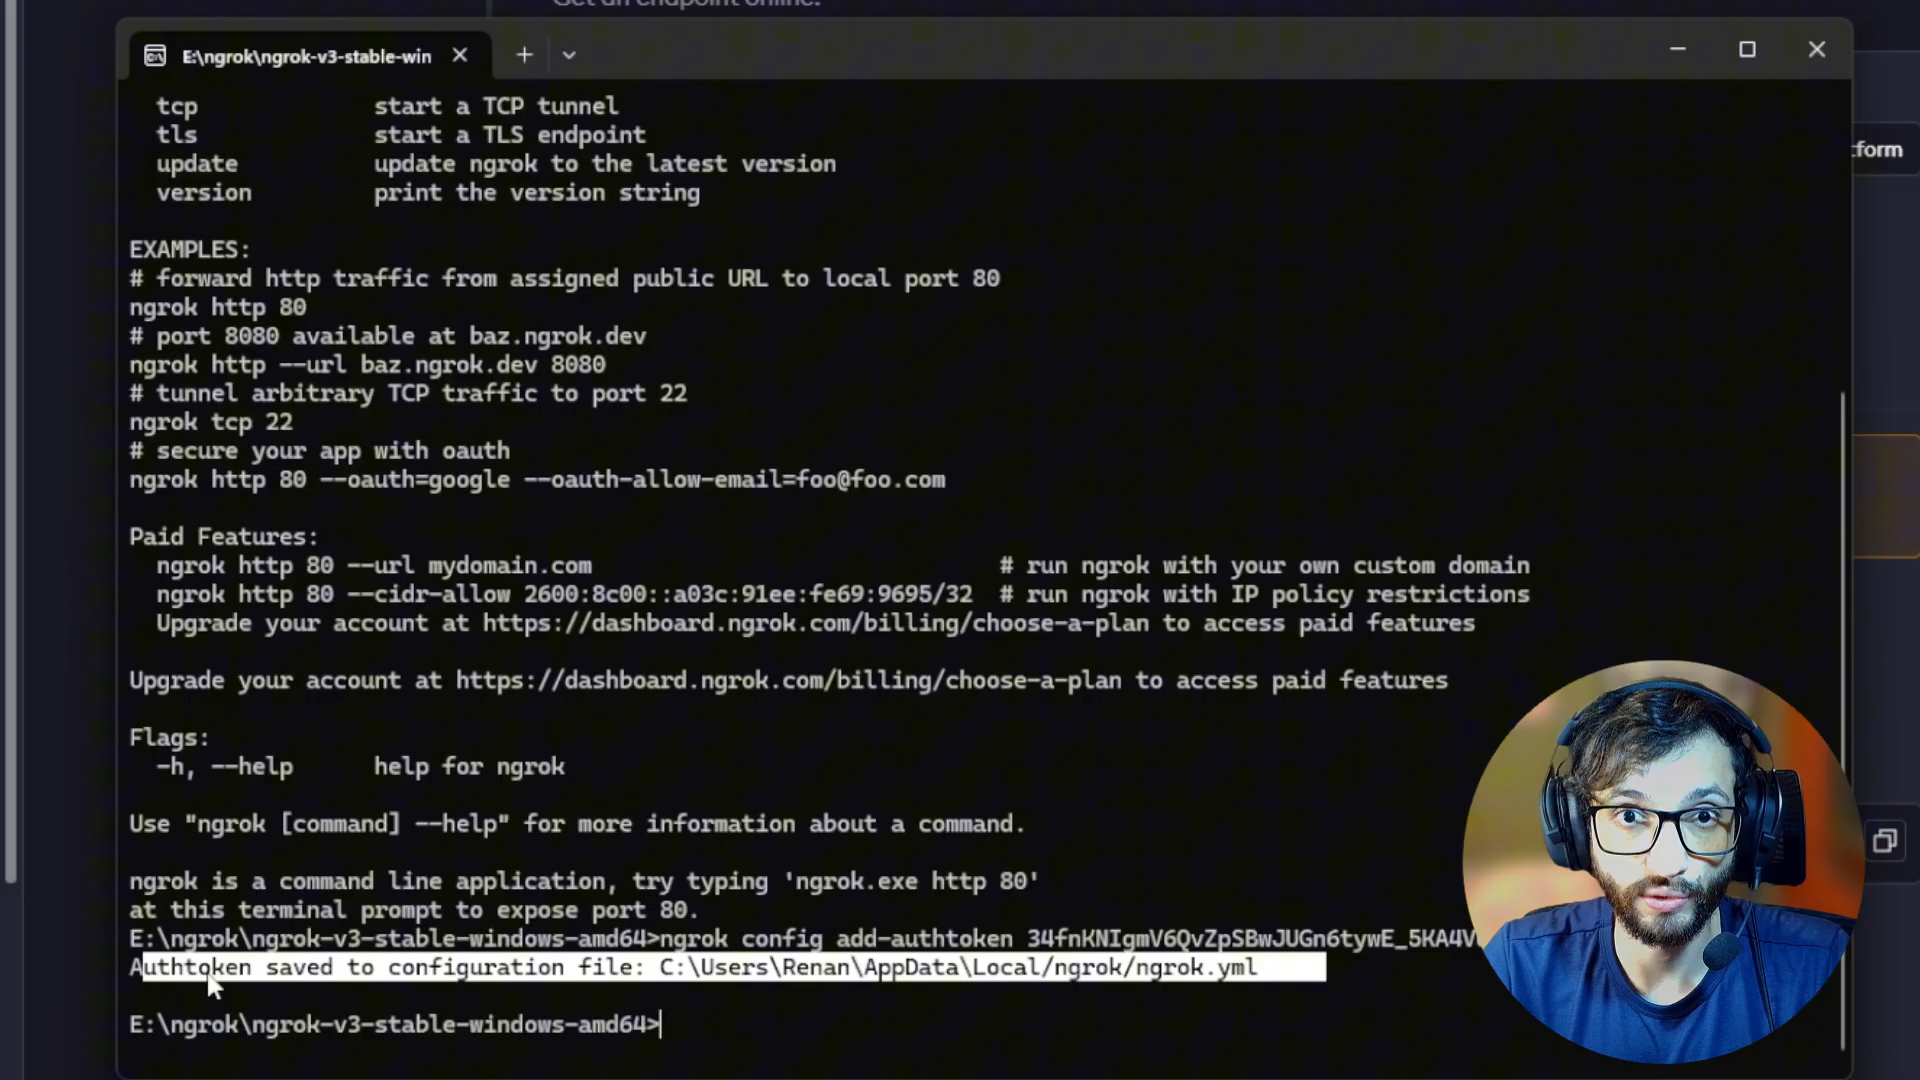 E:\ngrok\ngrok-v3-stable-win
tcp start a TCP tunnel
tls start a TLS endpoint
update update ngrok to the latest version
version print the version string
EXAMPLES:
# forward http traffic from assigned public URL to local port 80
ngrok http 80
# port 8080 available at baz.ngrok.dev
ngrok http --url baz.ngrok.dev 8080
# tunnel arbitrary TCP traffic to port 22
ngrok tcp 22
# secure your app with oauth
ngrok http 80 --oauth=google --oauth-allow-email=foo@foo.com
Paid Features:
ngrok http 80 --url mydomain.com # run ngrok with your own custom domain
ngrok http 80 --cidr-allow 2600:8c00::a03c:91ee:fe69:9695/32 # run ngrok with IP policy restrictions
Upgrade your account at https://dashboard.ngrok.com/billing/choose-a-plan to access paid features
Upgrade your account at https://dashboard.ngrok.com/billing/choose-a-plan to access paid features
Flags:
-h, --help help for ngrok
Use "ngrok [command] --help" for more information about a command.
ngrok is a command line application, try typing 'ngrok.exe http 80'
at this terminal prompt to expose port 80.
E:\ngrok\ngrok-v3-stable-windows-amd64>ngrok config add-authtoken 34fnKNIgmV6QvZpSBwJUGn6tywE_5KA4V
Authtoken saved to configuration file: C:\Users\Renan\AppData\Local/ngrok/ngrok.yml
E:\ngrok\ngrok-v3-stable-windows-amd64>